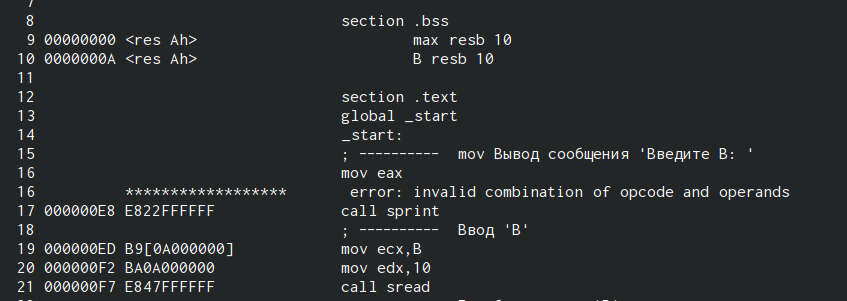 8 section .bss
9 00000000 <res Ah> max resb 10
10 0000000A <res Ah> B resb 10
11
12 section .text
13 global _start
14 _start:
15 ; ---------- mov Вывод сообщения 'Введите B: '
16 mov eax
16 ****************** error: invalid combination of opcode and operands
17 000000E8 E822FFFFFF call sprint
18 ; ---------- Ввод 'B'
19 000000ED B9[0A000000] mov ecx,B
20 000000F2 BA0A000000 mov edx,10
21 000000F7 E847FFFFFF call sread